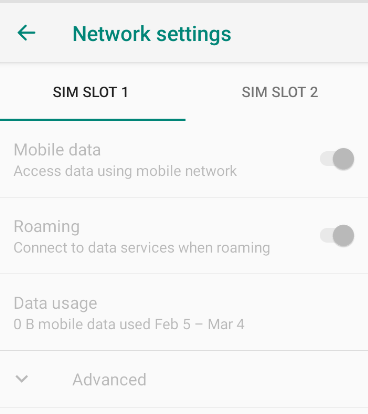 Network settings
SIM SLOT 1
SIM SLOT 2
Mobile data
Access data using mobile network
Roaming
Connect to data services when roaming
Data usage
0 B mobile data used Feb 5 – Mar 4
Advanced